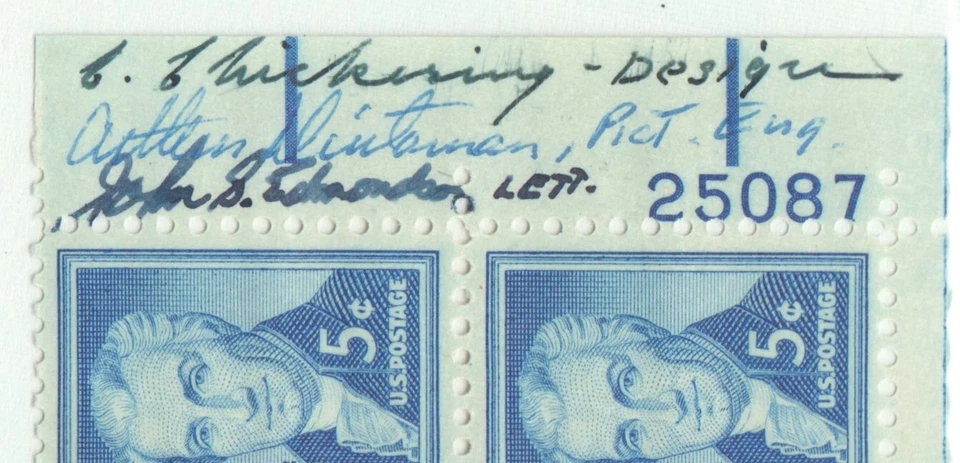 C. Chickering - Design
Arthur Dintaman, Pict. Eng.
John S. Edmondson LETT.
25087
5¢ 5¢
U.S. POSTAGE U.S. POSTAGE